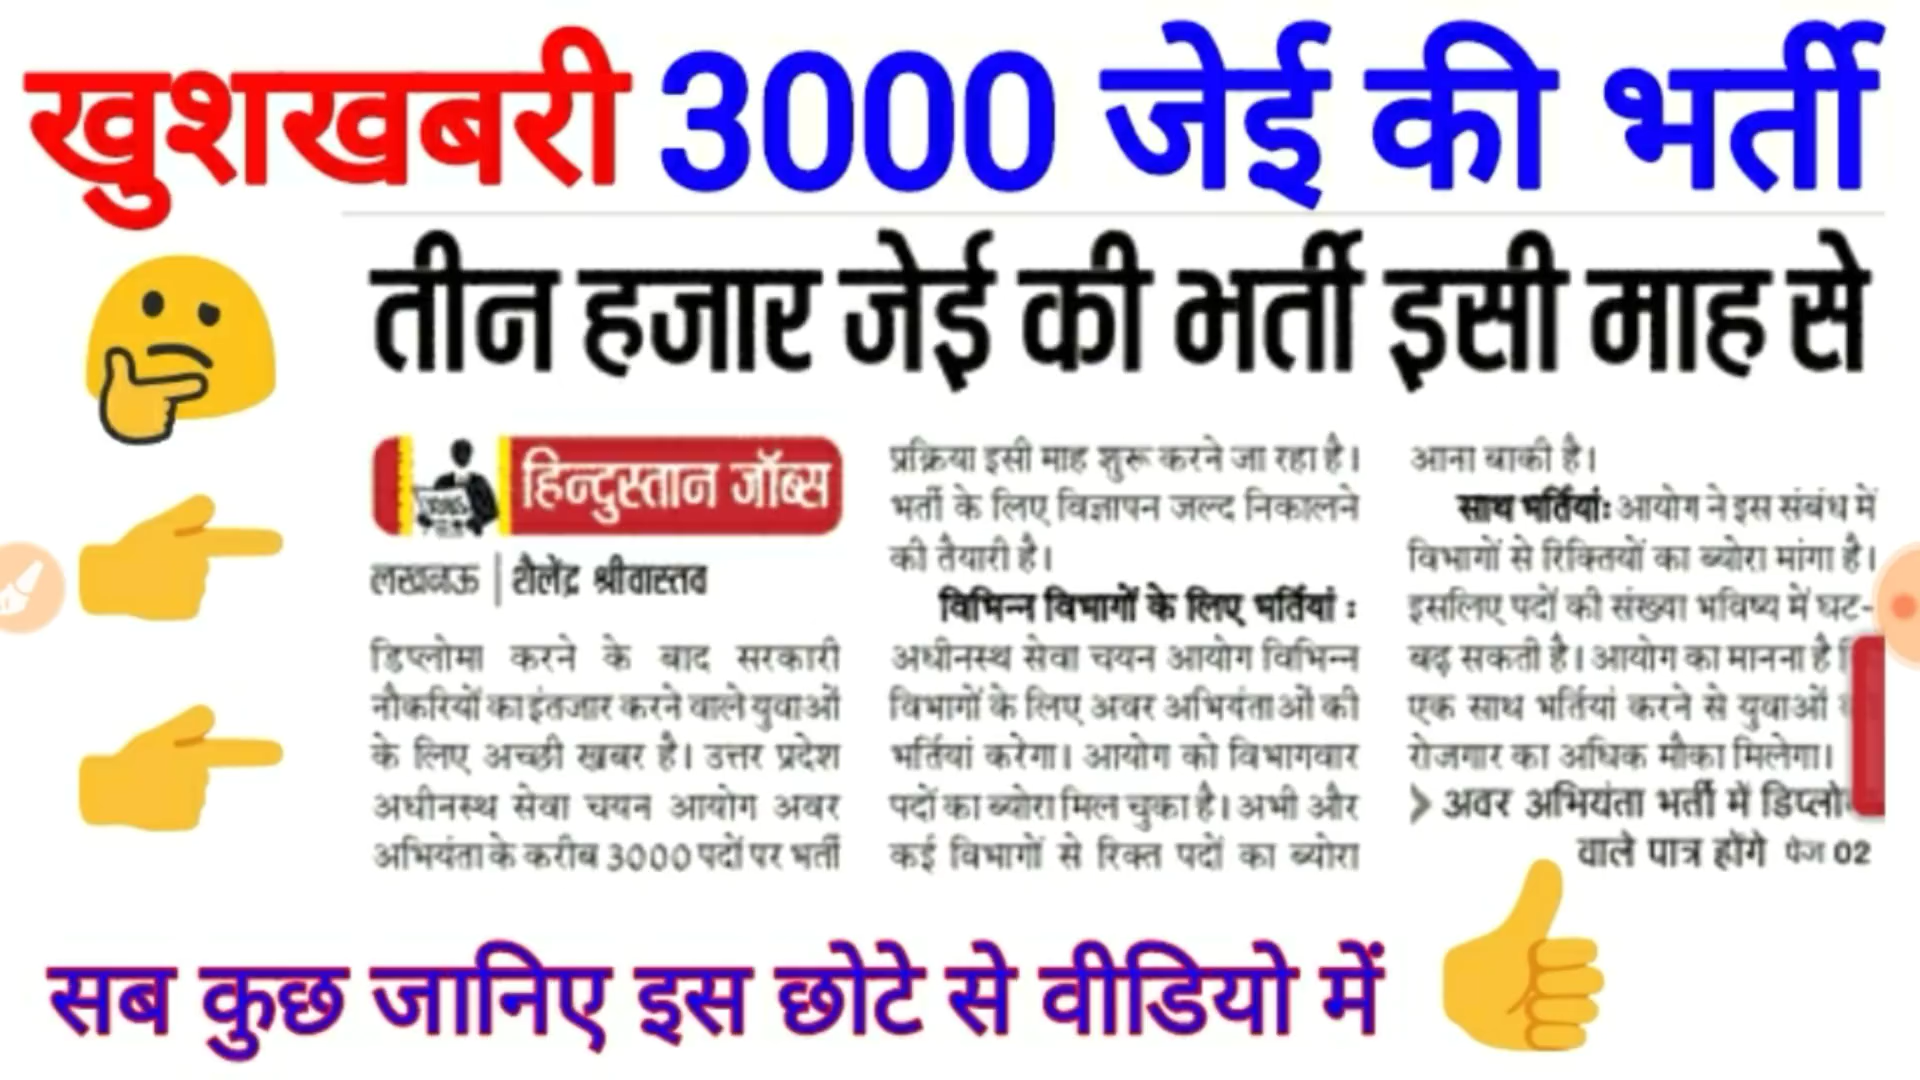 खुशखबरी 3000 जेई की भर्ती
तीन हजार जेई की भर्ती इसी माह से
हिन्दुस्तान जॉब्स
लखनऊ | शैलेंद्र श्रीवास्तव
डिप्लोमा करने के बाद सरकारी
नौकरियों का इंतजार करने वाले युवाओं
के लिए अच्छी खबर है। उत्तर प्रदेश
अधीनस्थ सेवा चयन आयोग अवर
अभियंता के करीब 3000 पदों पर भर्ती
प्रक्रिया इसी माह शुरू करने जा रहा है।
भर्ती के लिए विज्ञापन जल्द निकालने
की तैयारी है।
विभिन्न विभागों के लिए भर्तियां :
अधीनस्थ सेवा चयन आयोग विभिन्न
विभागों के लिए अवर अभियंताओं की
भर्तियां करेगा। आयोग को विभागवार
पदों का ब्योरा मिल चुका है। अभी और
कई विभागों से रिक्त पदों का ब्योरा
आना बाकी है।
साथ भर्तियां: आयोग ने इस संबंध में
विभागों से रिक्तियों का ब्योरा मांगा है।
इसलिए पदों की संख्या भविष्य में घट-
बढ़ सकती है। आयोग का मानना है
एक साथ भर्तियां करने से युवाओं
रोजगार का अधिक मौका मिलेगा।
अवर अभियंता भर्ती में
वाले पात्र होंगे पेज 02
सब कुछ जानिए इस छोटे से वीडियो में